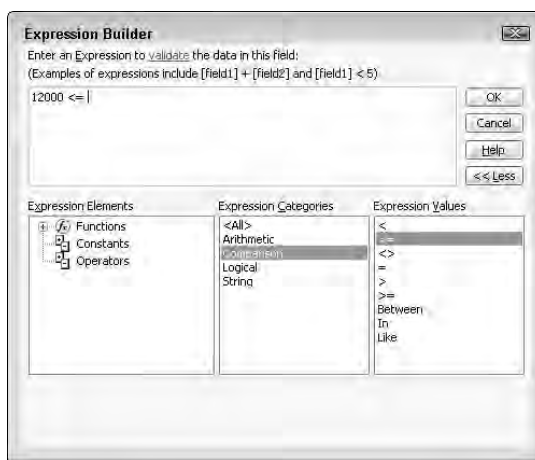 Expression Builder
Enter an Expression to validate the data in this field:
(Examples of expressions include [field1] + [field2] and [field1] < 5)
12000 <=
OK
Cancel
Help
<< Less
Expression Elements
Functions
Constants
Operators
Expression Categories
<All>
Arithmetic
Comparison
Logical
String
Expression Values
<
<=
<>
=
>
>=
Between
In
Like